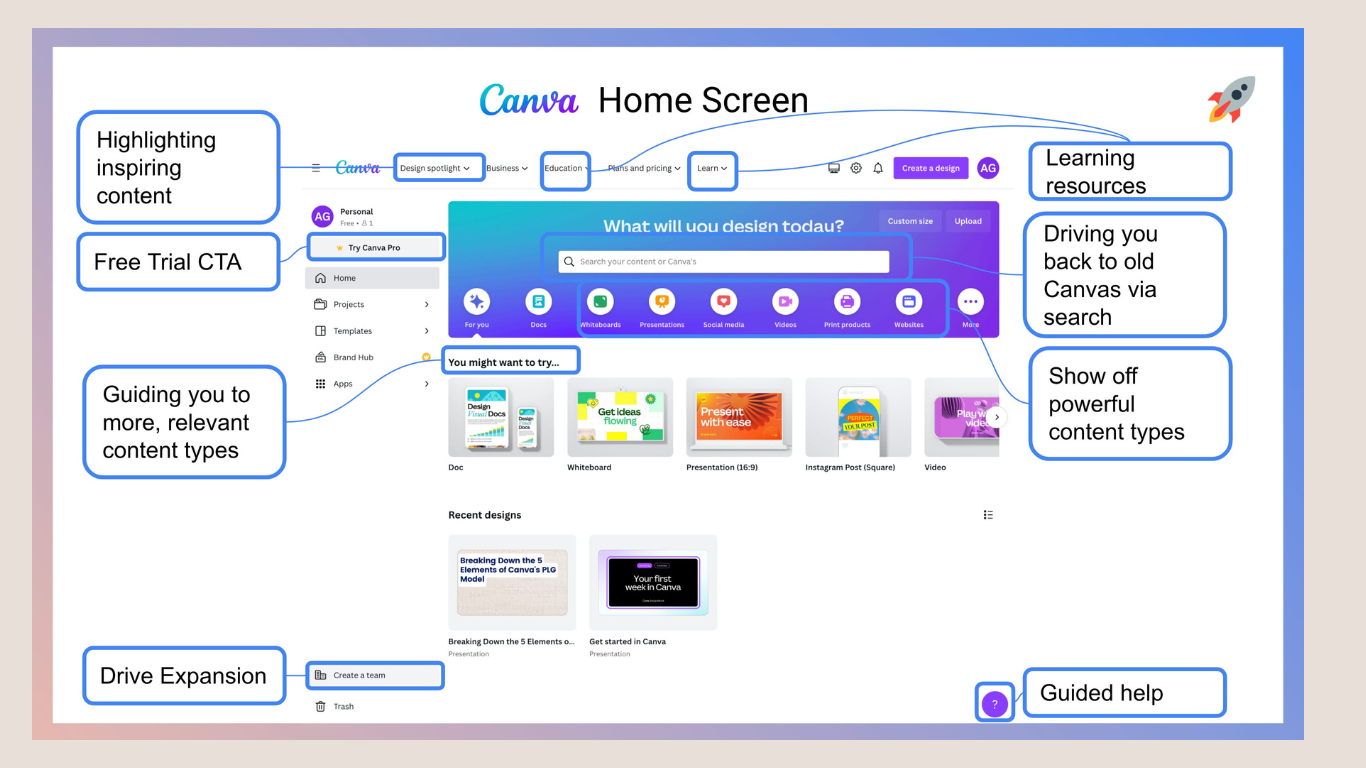 Canva Home Screen
Highlighting
inspiring
content
Free Trial CTA
Guiding you to
more, relevant
content types
Drive Expansion
Learning
resources
Driving you
back to old
Canvas via
search
Show off
powerful
content types
Guided help
Canva Design spotlight Business Education Plans and pricing Learn Create a design AG
AG Personal
Free • 1
Try Canva Pro
Home
Projects
Templates
Brand Hub
Apps
Create a team
Trash
What will you design today? Custom size Upload
Search your content or Canva's
For you Docs Whiteboards Presentations Social media Videos Print products Websites More
You might want to try...
Design
Visual Docs
Design
Visual
Docs
Get ideas
flowing
Present
with ease
PERFECT
YOUR POST
Doc Whiteboard Presentation (16:9) Instagram Post (Square) Video
Recent designs
Breaking Down the 5
Elements of Canva's PLG
Model
Your first
week in Canva
Breaking Down the 5 Elements o... Get started in Canva
Presentation Presentation
?